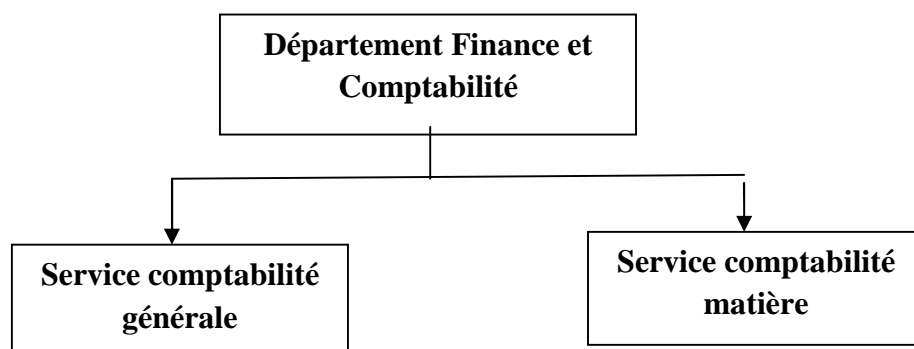 Département Finance et
Comptabilité
Service comptabilité
générale
Service comptabilité
matière